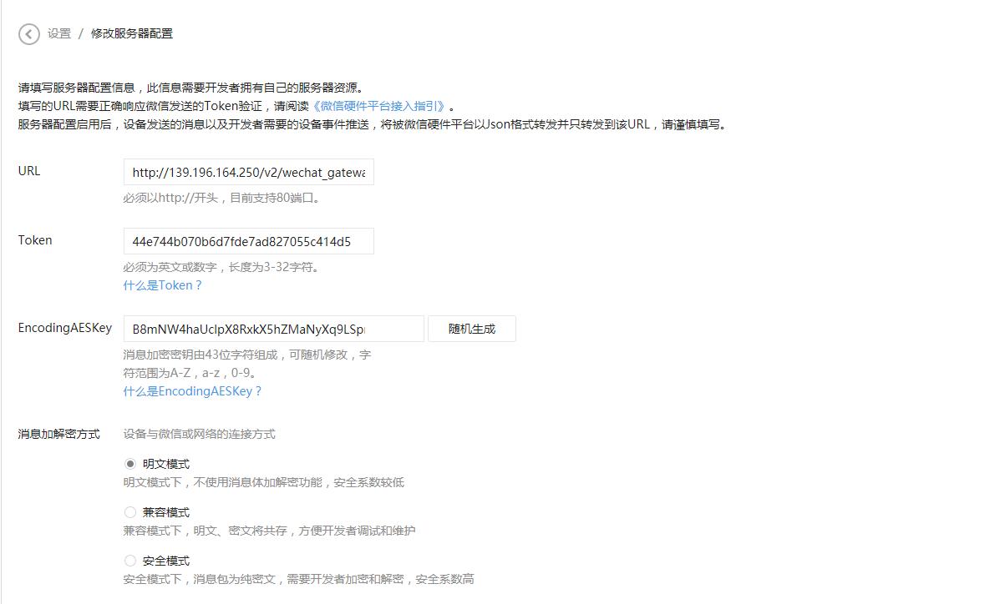 设置 / 修改服务器配置
请填写服务器配置信息，此信息需要开发者拥有自己的服务器资源。
填写的URL需要正确响应微信发送的Token验证，请阅读《微信硬件平台接入指引》。
服务器配置启用后，设备发送的消息以及开发者需要的设备事件推送，将被微信硬件平台以Json格式转发并只转发到该URL，请谨慎填写。
URL http://139.196.164.250/v2/wechat_gatewa
必须以http://开头，目前支持80端口。
Token 44e744b070b6d7fde7ad827055c414d5
必须为英文或数字，长度为3-32字符。
什么是Token？
EncodingAESKey B8mNW4haUclpX8RxkX5hZMaNyXq9LSpr 随机生成
消息加密密钥由43位字符组成，可随机修改，字
符范围为A-Z，a-z，0-9。
什么是EncodingAESKey？
消息加解密方式 设备与微信或网络的连接方式
明文模式
明文模式下，不使用消息体加解密功能，安全系数较低
兼容模式
兼容模式下，明文、密文将共存，方便开发者调试和维护
安全模式
安全模式下，消息包为纯密文，需要开发者加密和解密，安全系数高